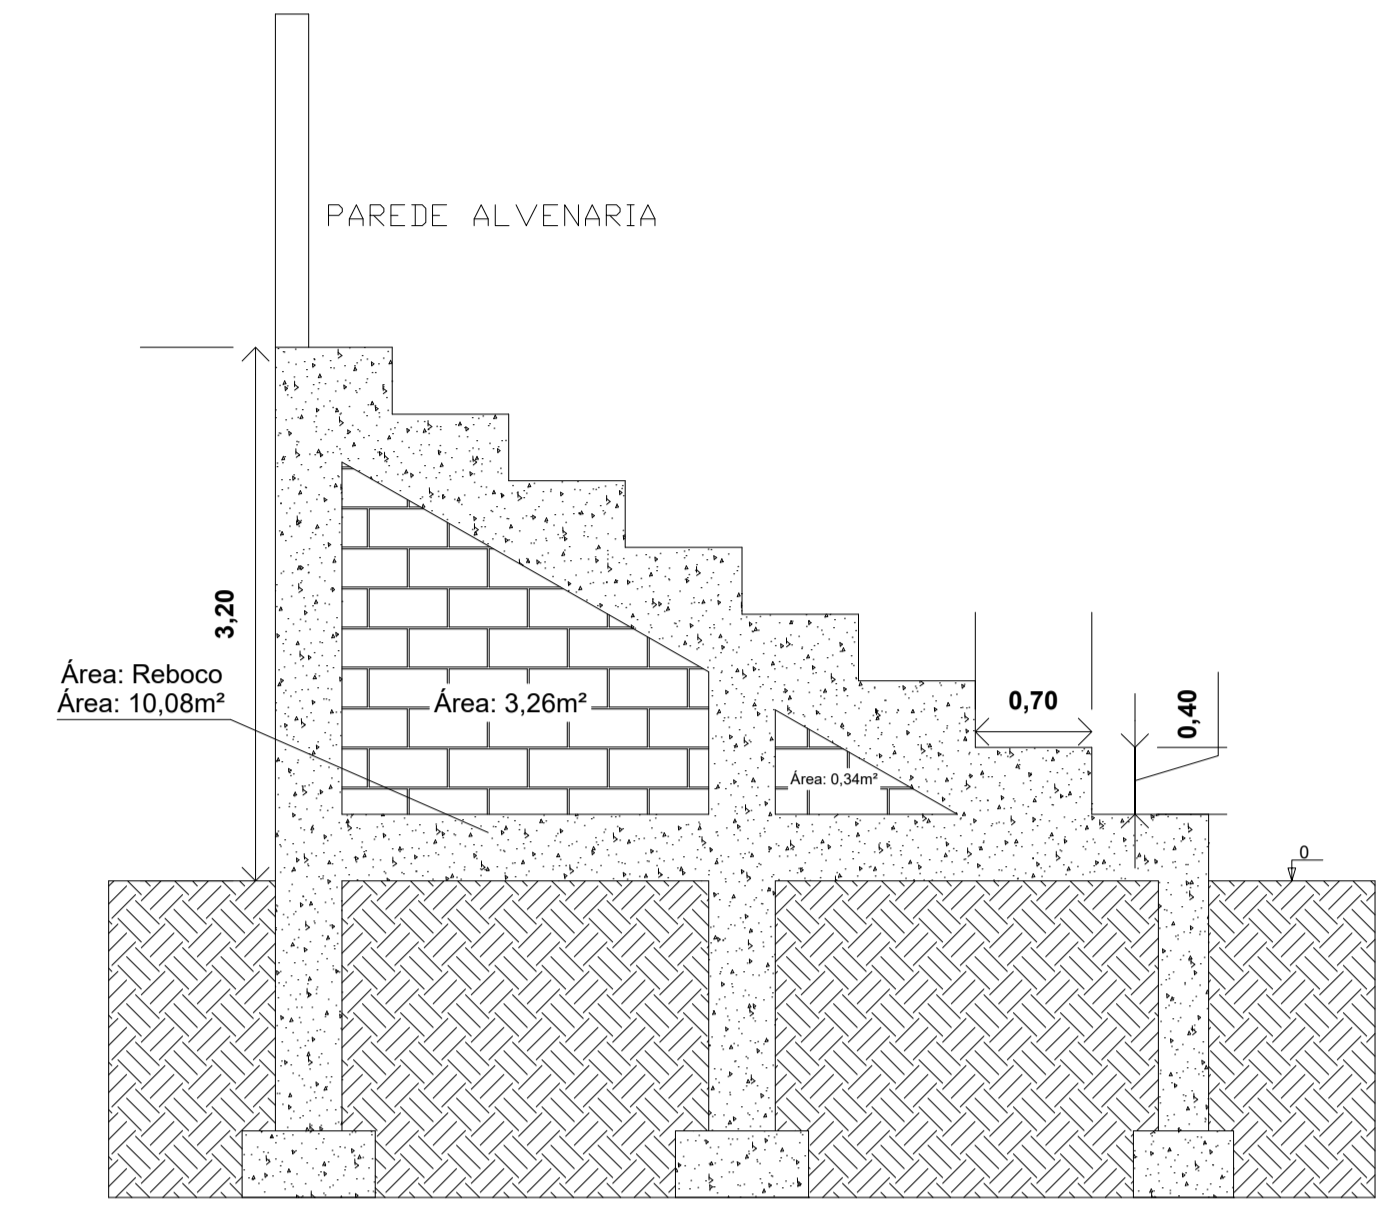 PAREDE ALVENARIA
3,20
Área: Reboco
Área: 10,08m²
Área: 3,26m²
Área: 0,34m²
0,70
0,40
0